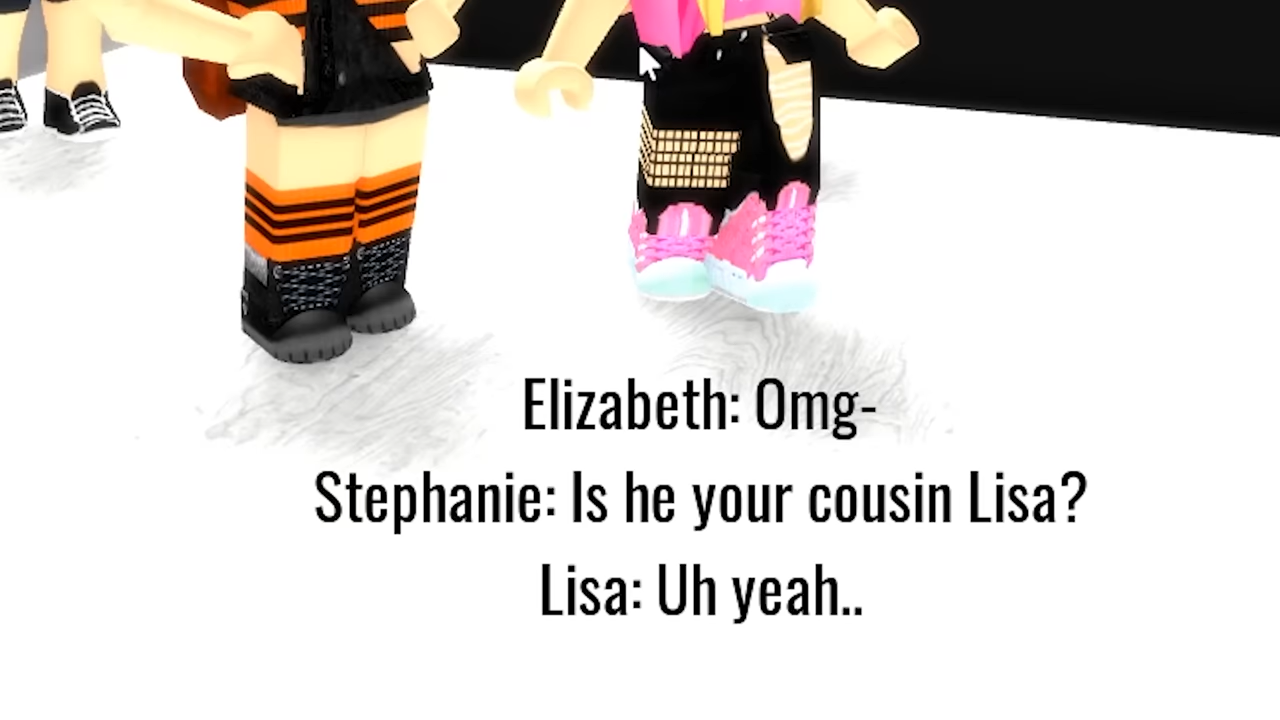 Elizabeth: Omg-
Stephanie: Is he your cousin Lisa?
Lisa: Uh yeah..